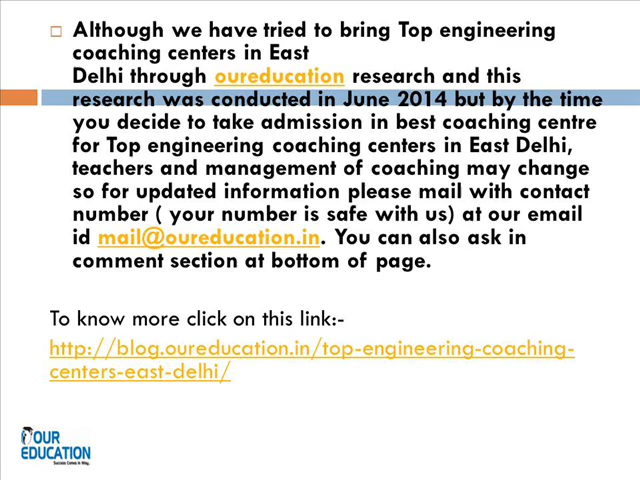 Although we have tried to bring Top engineering
coaching centers in East
Delhi through oureducation research and this
research was conducted in June 2014 but by the time
you decide to take admission in best coaching centre
for Top engineering coaching centers in East Delhi,
teachers and management of coaching may change
so for updated information please mail with contact
number ( your number is safe with us) at our email
id mail@oureducation.in. You can also ask in
comment section at bottom of page.
To know more click on this link:-
http://blog.oureducation.in/top-engineering-coaching-
centers-east-delhi/
OUR
EDUCATION
Success Comes in Way..